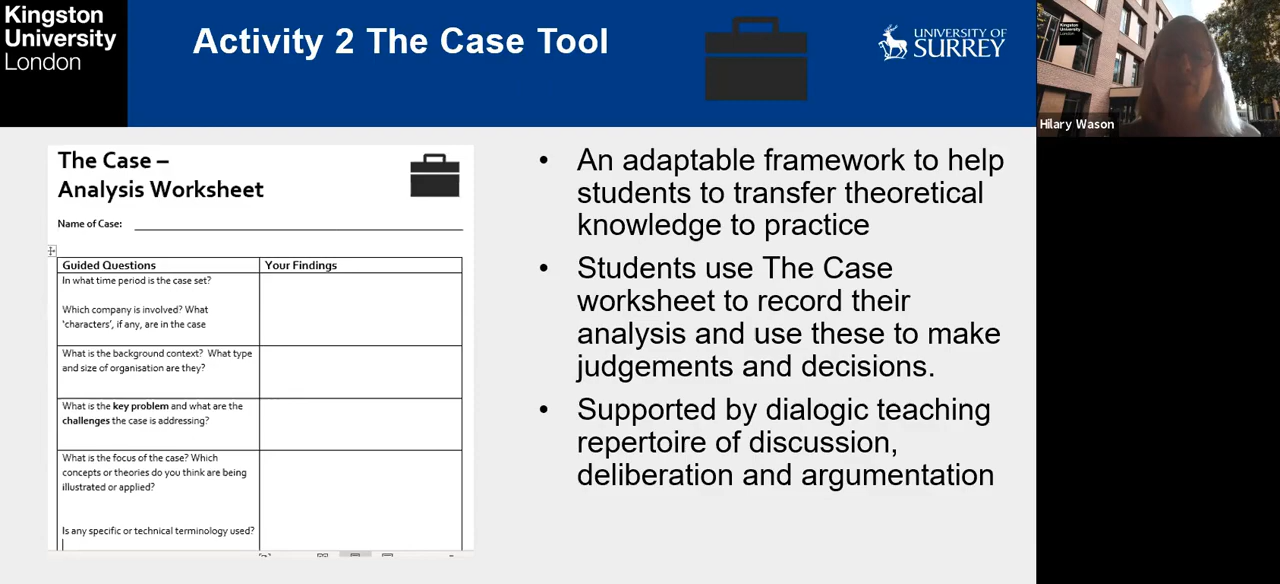 Kingston
University
London
Activity 2 The Case Tool
UNIVERSITY OF
SURREY
Kingston
University
London
Hilary Wason
The Case –
Analysis Worksheet
Name of Case:
Guided Questions
Your Findings
In what time period is the case set?
Which company is involved? What
‘characters’, if any, are in the case
What is the background context? What type
and size of organisation are they?
What is the key problem and what are the
challenges the case is addressing?
What is the focus of the case? Which
concepts or theories do you think are being
illustrated or applied?
Is any specific or technical terminology used?
• An adaptable framework to help
students to transfer theoretical
knowledge to practice
• Students use The Case
worksheet to record their
analysis and use these to make
judgements and decisions.
• Supported by dialogic teaching
repertoire of discussion,
deliberation and argumentation